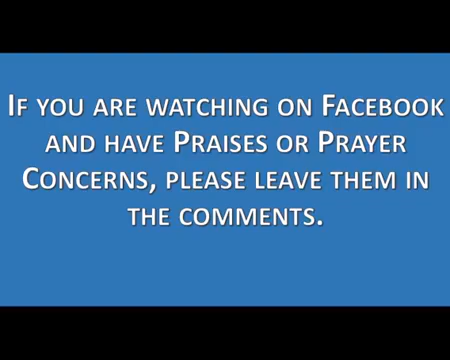 If you are watching on Facebook
and have Praises or Prayer
Concerns, please leave them in
the comments.